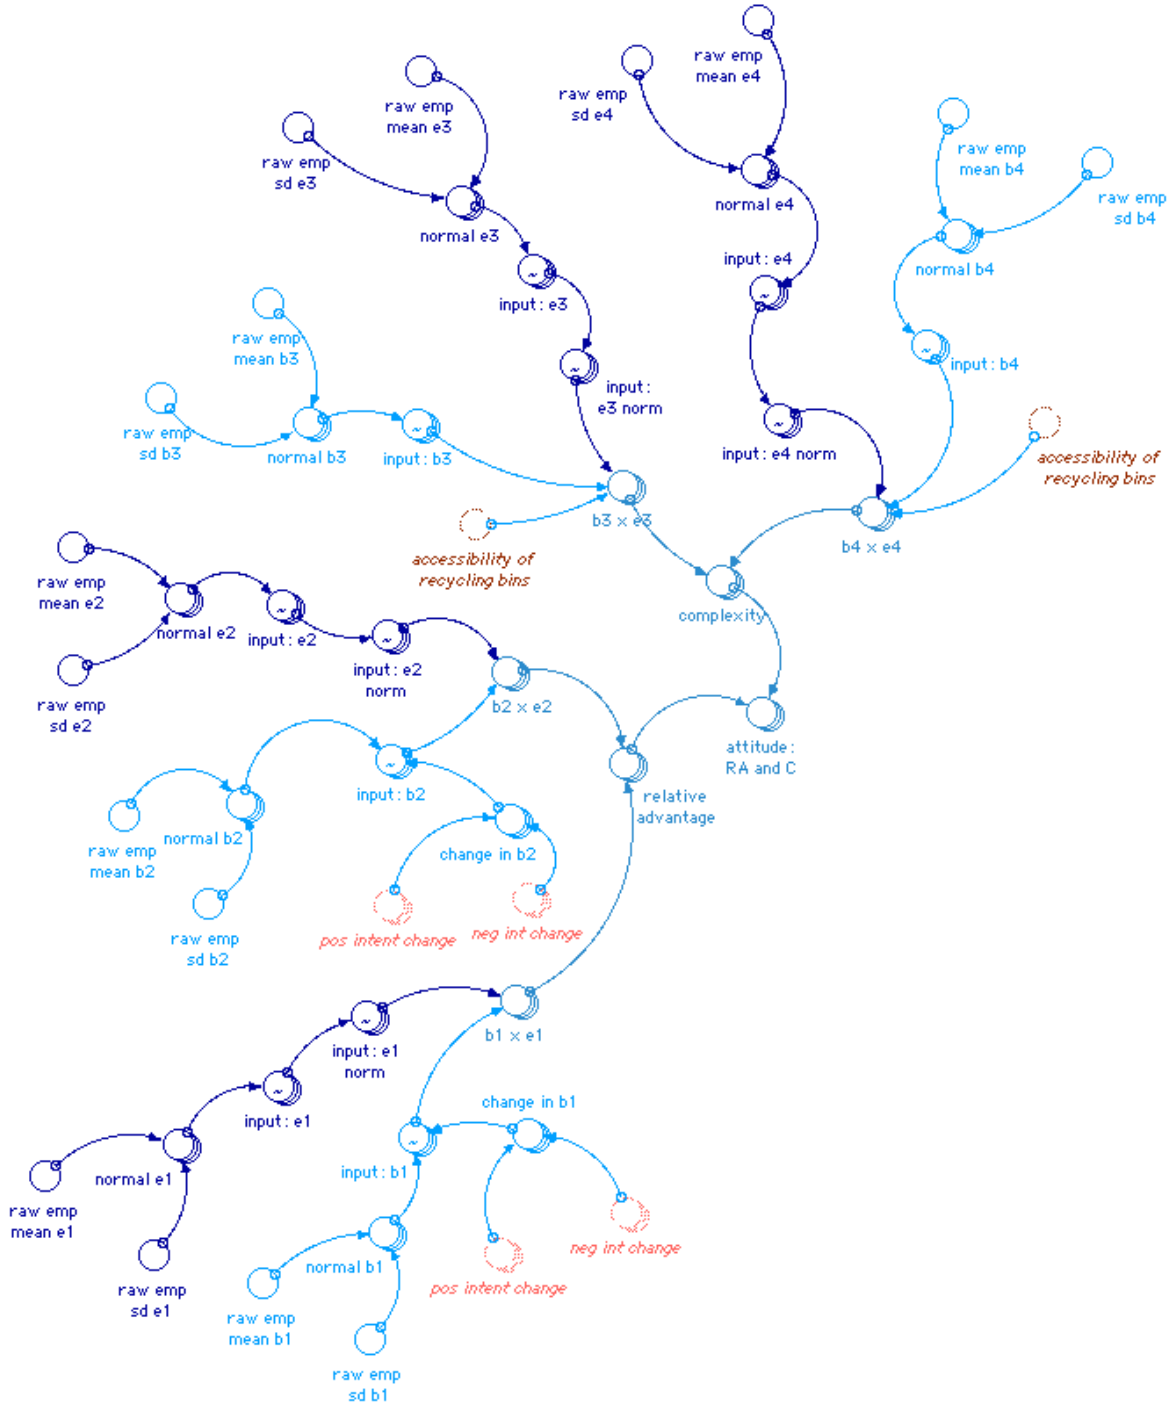 raw emp
mean e4
raw emp
sd e4
raw emp
mean e3
raw emp
sd e3
raw emp
mean b4
raw emp
sd b4
normal e4
normal e3
normal b4
input: e4
input: e3
raw emp
mean b3
input: b4
input:
e3 norm
raw emp
sd b3
normal b3
input: b3
input: e4 norm
accessibility of
recycling bins
b3 x e3
b4 x e4
accessibility of
recycling bins
raw emp
mean e2
normal e2
input: e2
complexity
input: e2
norm
raw emp
sd e2
b2 x e2
attitude:
RA and C
input: b2
relative
advantage
normal b2
raw emp
mean b2
change in b2
raw emp
sd b2
pos intent change
neg int change
b1 x e1
input: e1
norm
input: e1
change in b1
normal e1
input: b1
raw emp
mean e1
neg int change
normal b1
pos intent change
raw emp
sd e1
raw emp
mean b1
raw emp
sd b1